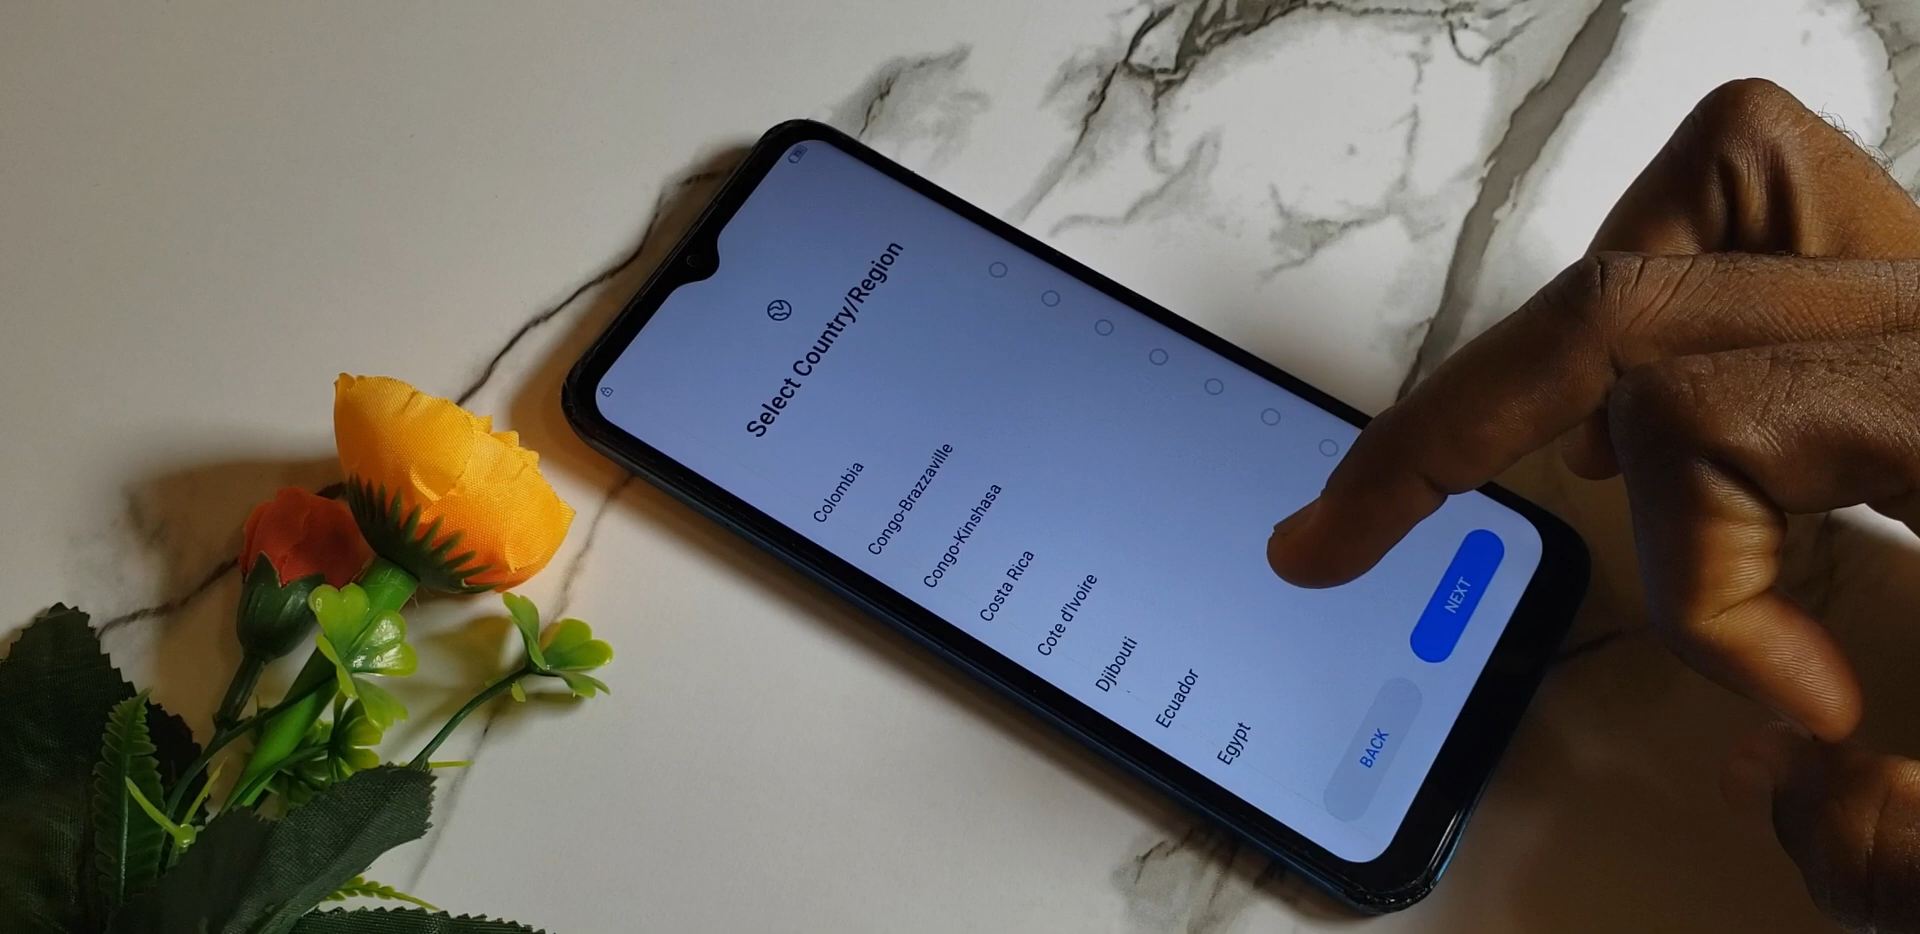 Select Country/Region
Colombia
Congo-Brazzaville
Congo-Kinshasa
Costa Rica
Cote d'Ivoire
Djibouti
Ecuador
Egypt
BACK
NEXT